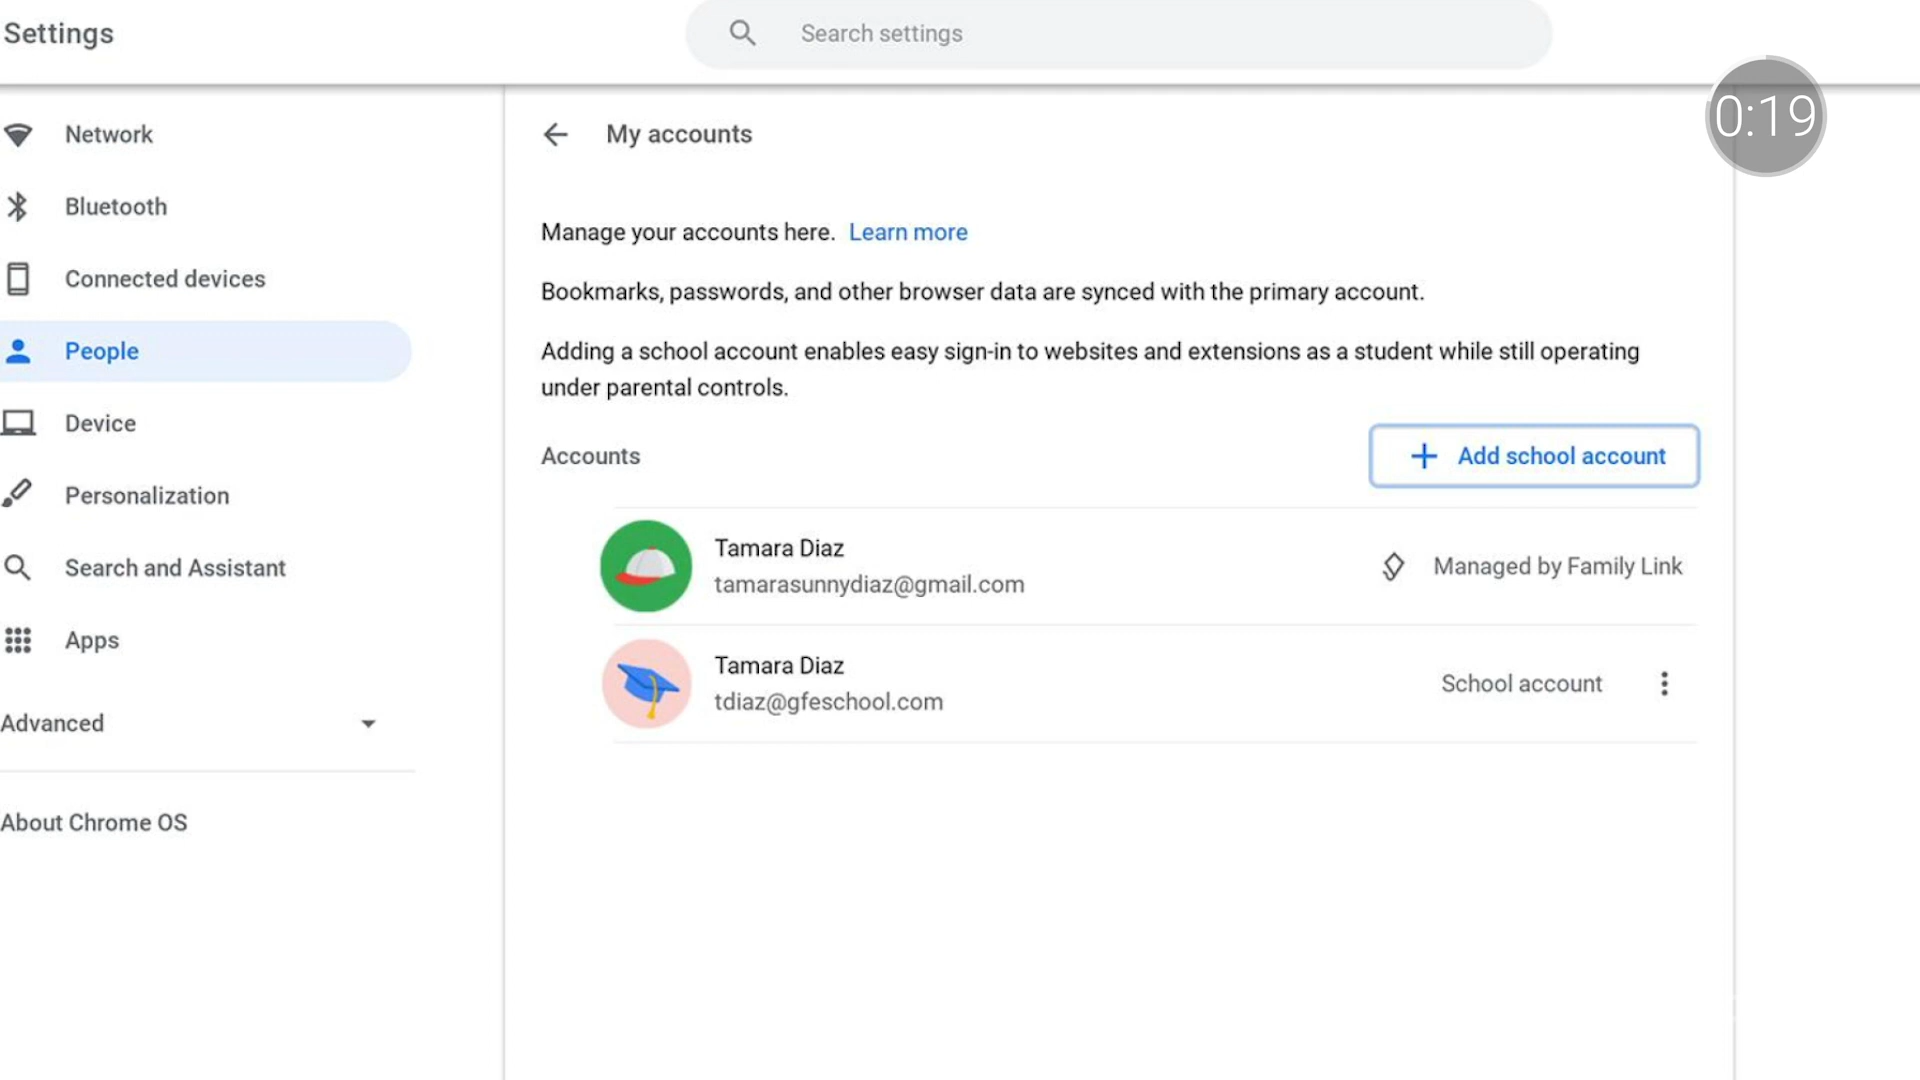 Settings
Search settings
0:19
Network
Bluetooth
Connected devices
People
Device
Personalization
Search and Assistant
Apps
Advanced
About Chrome OS
My accounts
Manage your accounts here. Learn more
Bookmarks, passwords, and other browser data are synced with the primary account.
Adding a school account enables easy sign-in to websites and extensions as a student while still operating
under parental controls.
Accounts
Add school account
Tamara Diaz
tamarasunnydiaz@gmail.com
Managed by Family Link
Tamara Diaz
tdiaz@gfeschool.com
School account